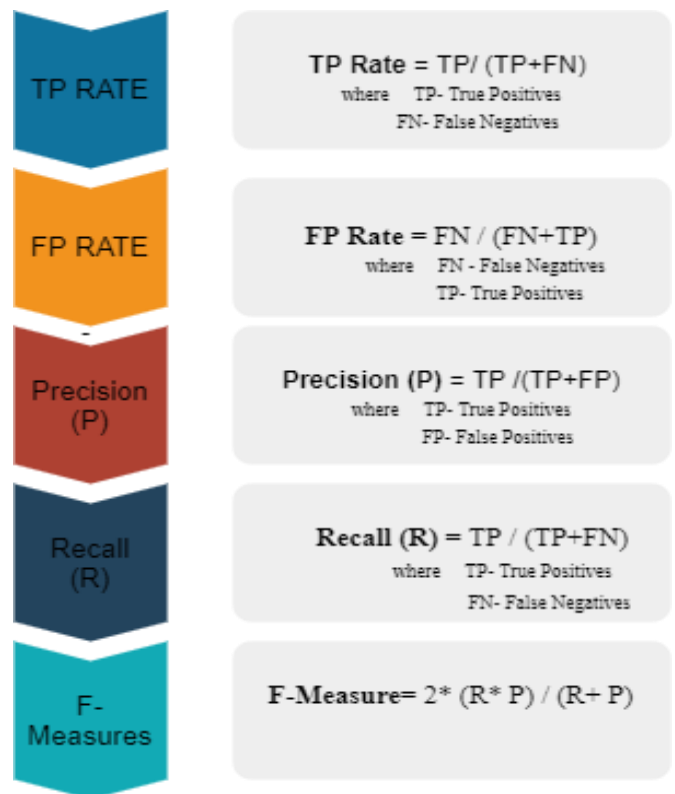 TP RATE
TP Rate = TP/ (TP+FN)
where TP- True Positives
FN- False Negatives
FP RATE
FP Rate = FN / (FN+TP)
where FN - False Negatives
TP- True Positives
-
Precision
(P)
Precision (P) = TP /(TP+FP)
where TP- True Positives
FP- False Positives
Recall
(R)
Recall (R) = TP / (TP+FN)
where TP- True Positives
FN- False Negatives
F-
Measures
F-Measure= 2* (R* P) / (R+ P)